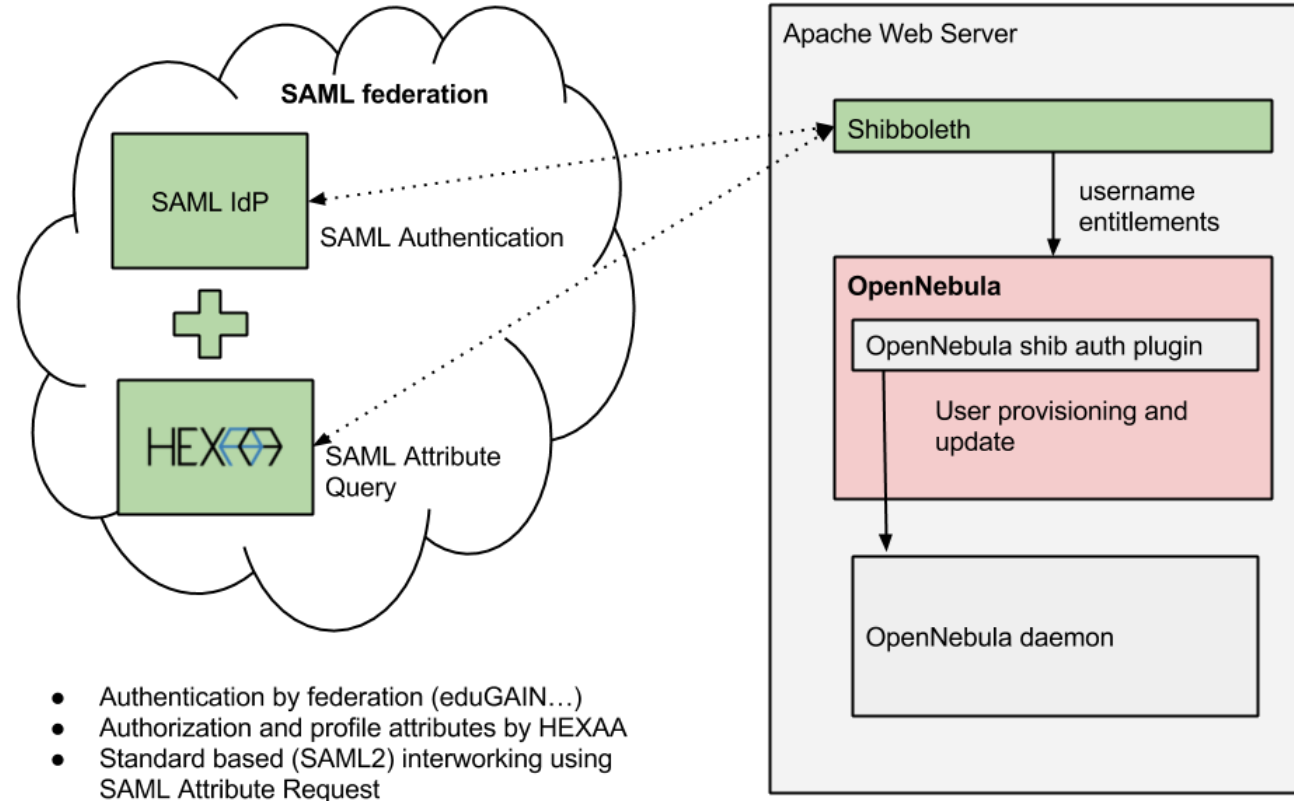 SAML federation
SAML IdP
SAML Authentication
HEXAA
SAML Attribute
Query
Apache Web Server
Shibboleth
username
entitlements
OpenNebula
OpenNebula shib auth plugin
User provisioning and
update
OpenNebula daemon
● Authentication by federation (eduGAIN…)
● Authorization and profile attributes by HEXAA
● Standard based (SAML2) interworking using
SAML Attribute Request